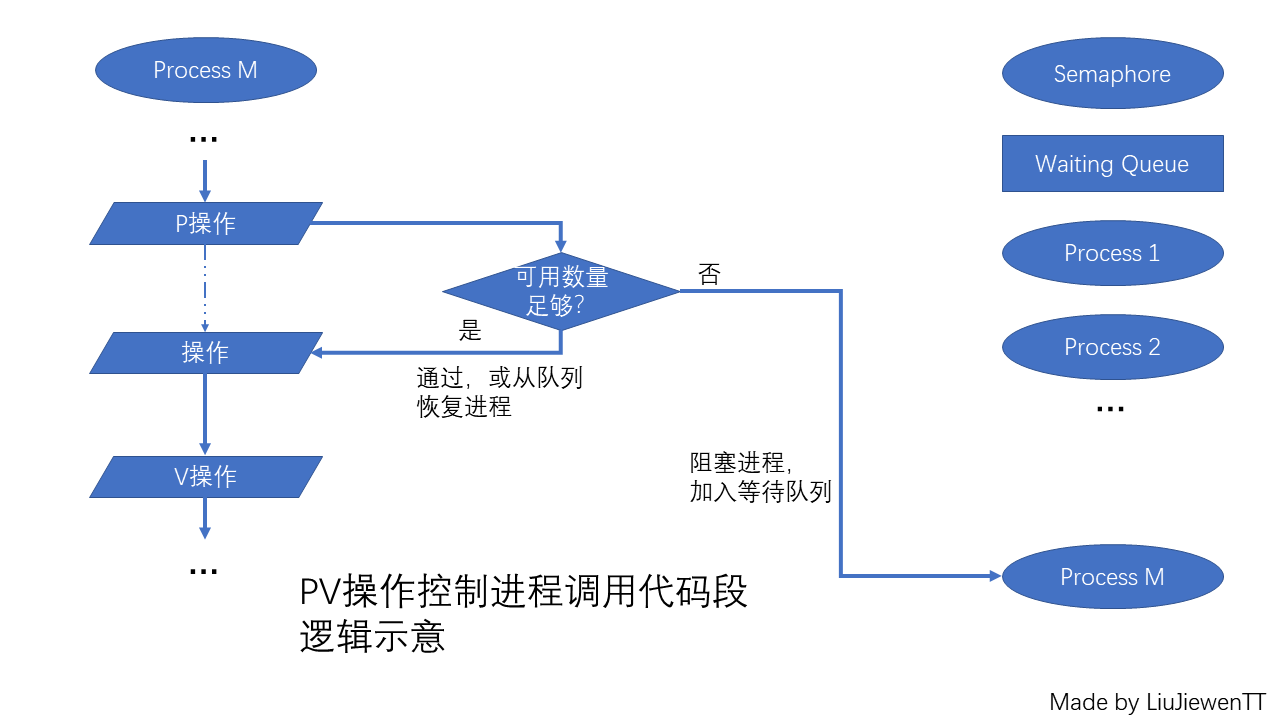 Process M
...
P操作
可用数量
足够?
否
是
操作
通过，或从队列
恢复进程
V操作
...
阻塞进程，
加入等待队列
Semaphore
Waiting Queue
Process 1
Process 2
...
Process M
PV操作控制进程调用代码段
逻辑示意
Made by LiuJiewenTT